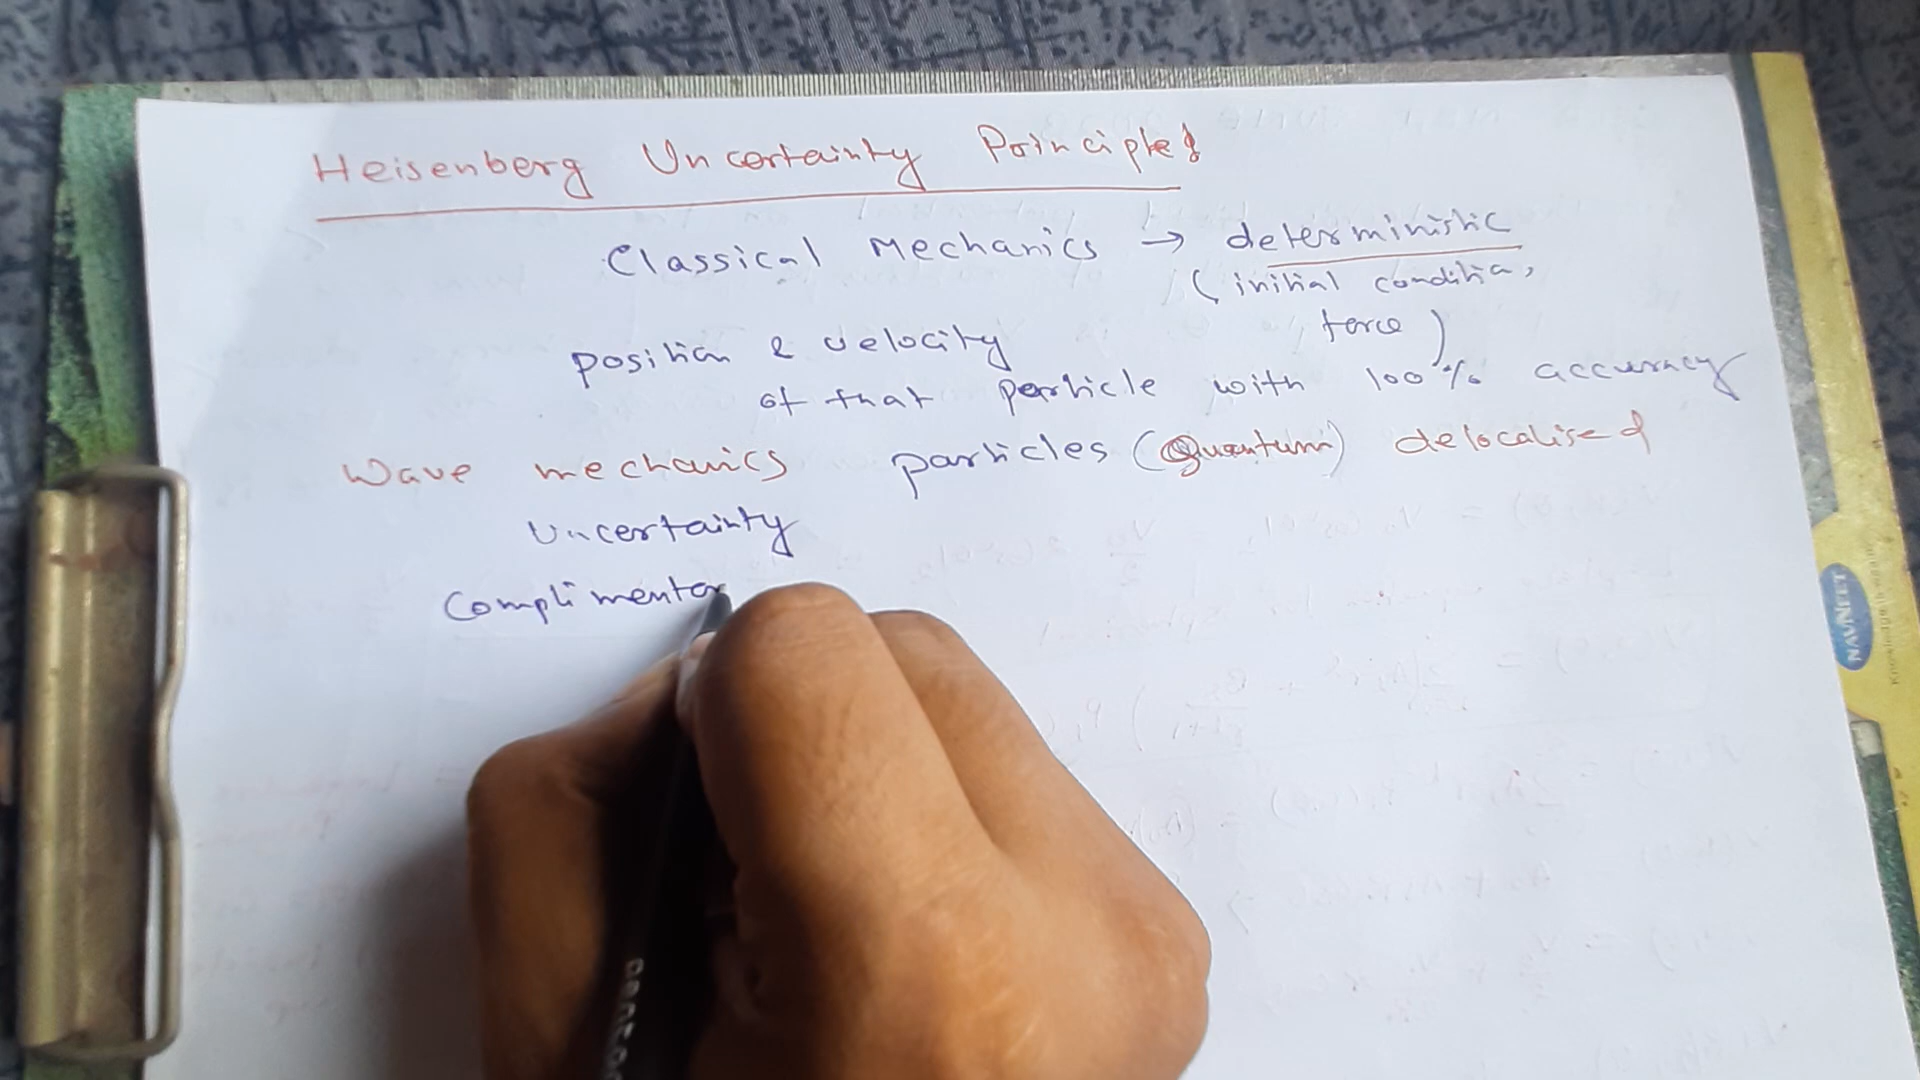 Heisenberg Uncertainty Principle
Classical Mechanics → deterministic
(initial condition,
force)
position & velocity
of that particle with 100% accuracy
Wave mechanics particles (Quantum) delocalised
Uncertainty
Complimentar
NAVNEET